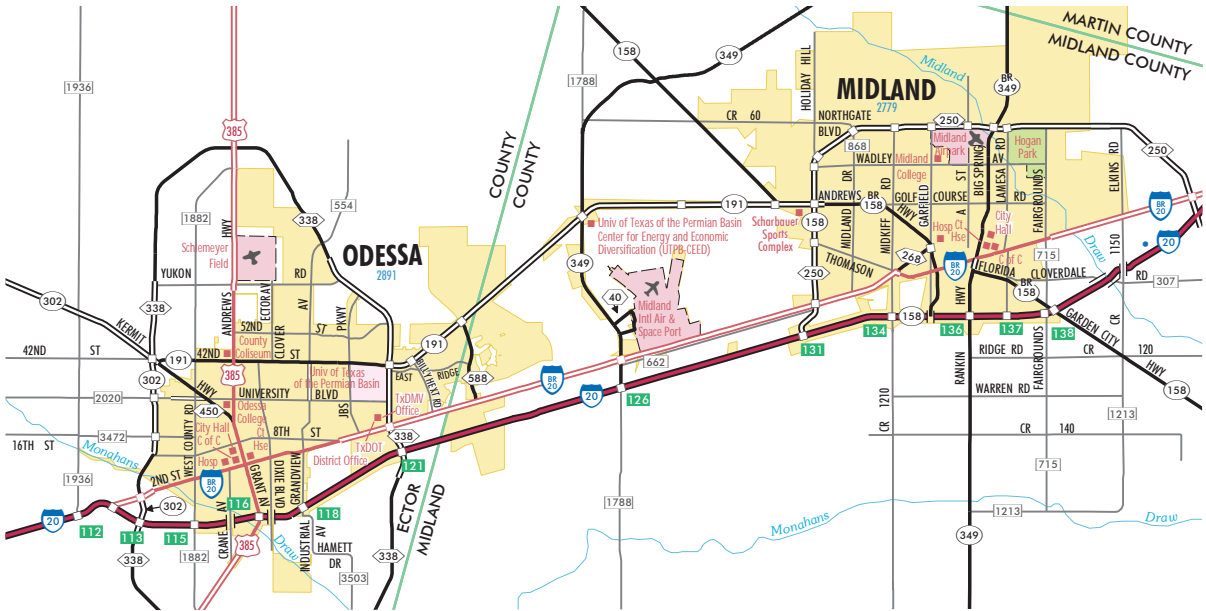 MARTIN COUNTY
MIDLAND COUNTY
158
349
1788
HOLIDAY HILL
Midland
BR
349
MIDLAND
2779
1936
385
CR 60
NORTHGATE
BLVD
250
868
Midland
Airpark
WADLEY
AV
Midland
College
Hogan
Park
BIG SPRING
ST
LAMESA RD
ELKINS RD
250
COUNTY
COUNTY
554
1882
HWY
338
191
ANDREWS
HWY
BR
158
GOLF COURSE RD
GARFIELD
FAIRGROUNDS
BR
20
Univ of Texas of the Permian Basin
Center for Energy and Economic
Diversification (UTPB-CEED)
Scharbauer
Sports
Complex
158
MIDLAND
DR
MIDKIFF
RD
A
Hosp
Ct
Hse
City
Hall
C of C
Draw
20
1150
Schlemeyer
Field
ODESSA
2891
YUKON
RD
349
250
THOMASON
268
BR
20
FLORIDA
715
CLOVERDALE
RD
307
BR
158
HWY
302
338
KERMIT
HWY
ANDREWS
ECTOR AV
CLOVER
AV
PKWY
52ND
ST
County
Coliseum
40
Midland
Intl Air &
Space Port
191
134
158
136
137
138
GARDEN CITY
HWY
CR
131
42ND ST
191
42ND
ST
302
385
Univ of Texas
of the Permian Basin
EAST
RIDGE
BILLY HEXT RD
588
662
RANKIN
RIDGE RD
CR 120
FAIRGROUNDS
WARREN RD
158
2020
450
UNIVERSITY
BLVD
JBS
TxDMV
Office
BR
20
20
126
1210
CR
1213
Odessa
College
3472
16TH ST
WEST COUNTY RD
City Hall
C of C
Ct
Hse
8TH
ST
TxDOT
District Office
338
CR 140
Monahans
Hosp
121
715
1936
2ND ST
BR
20
GRANT AV
DIXIE BLVD
GRANDVIEW
AV
116
118
20
112
302
113
115
CRANE AV
385
INDUSTRIAL
HAMETT
DR
Draw
1882
338
3503
338
ECTOR
MIDLAND
1788
Monahans
349
1213
Draw